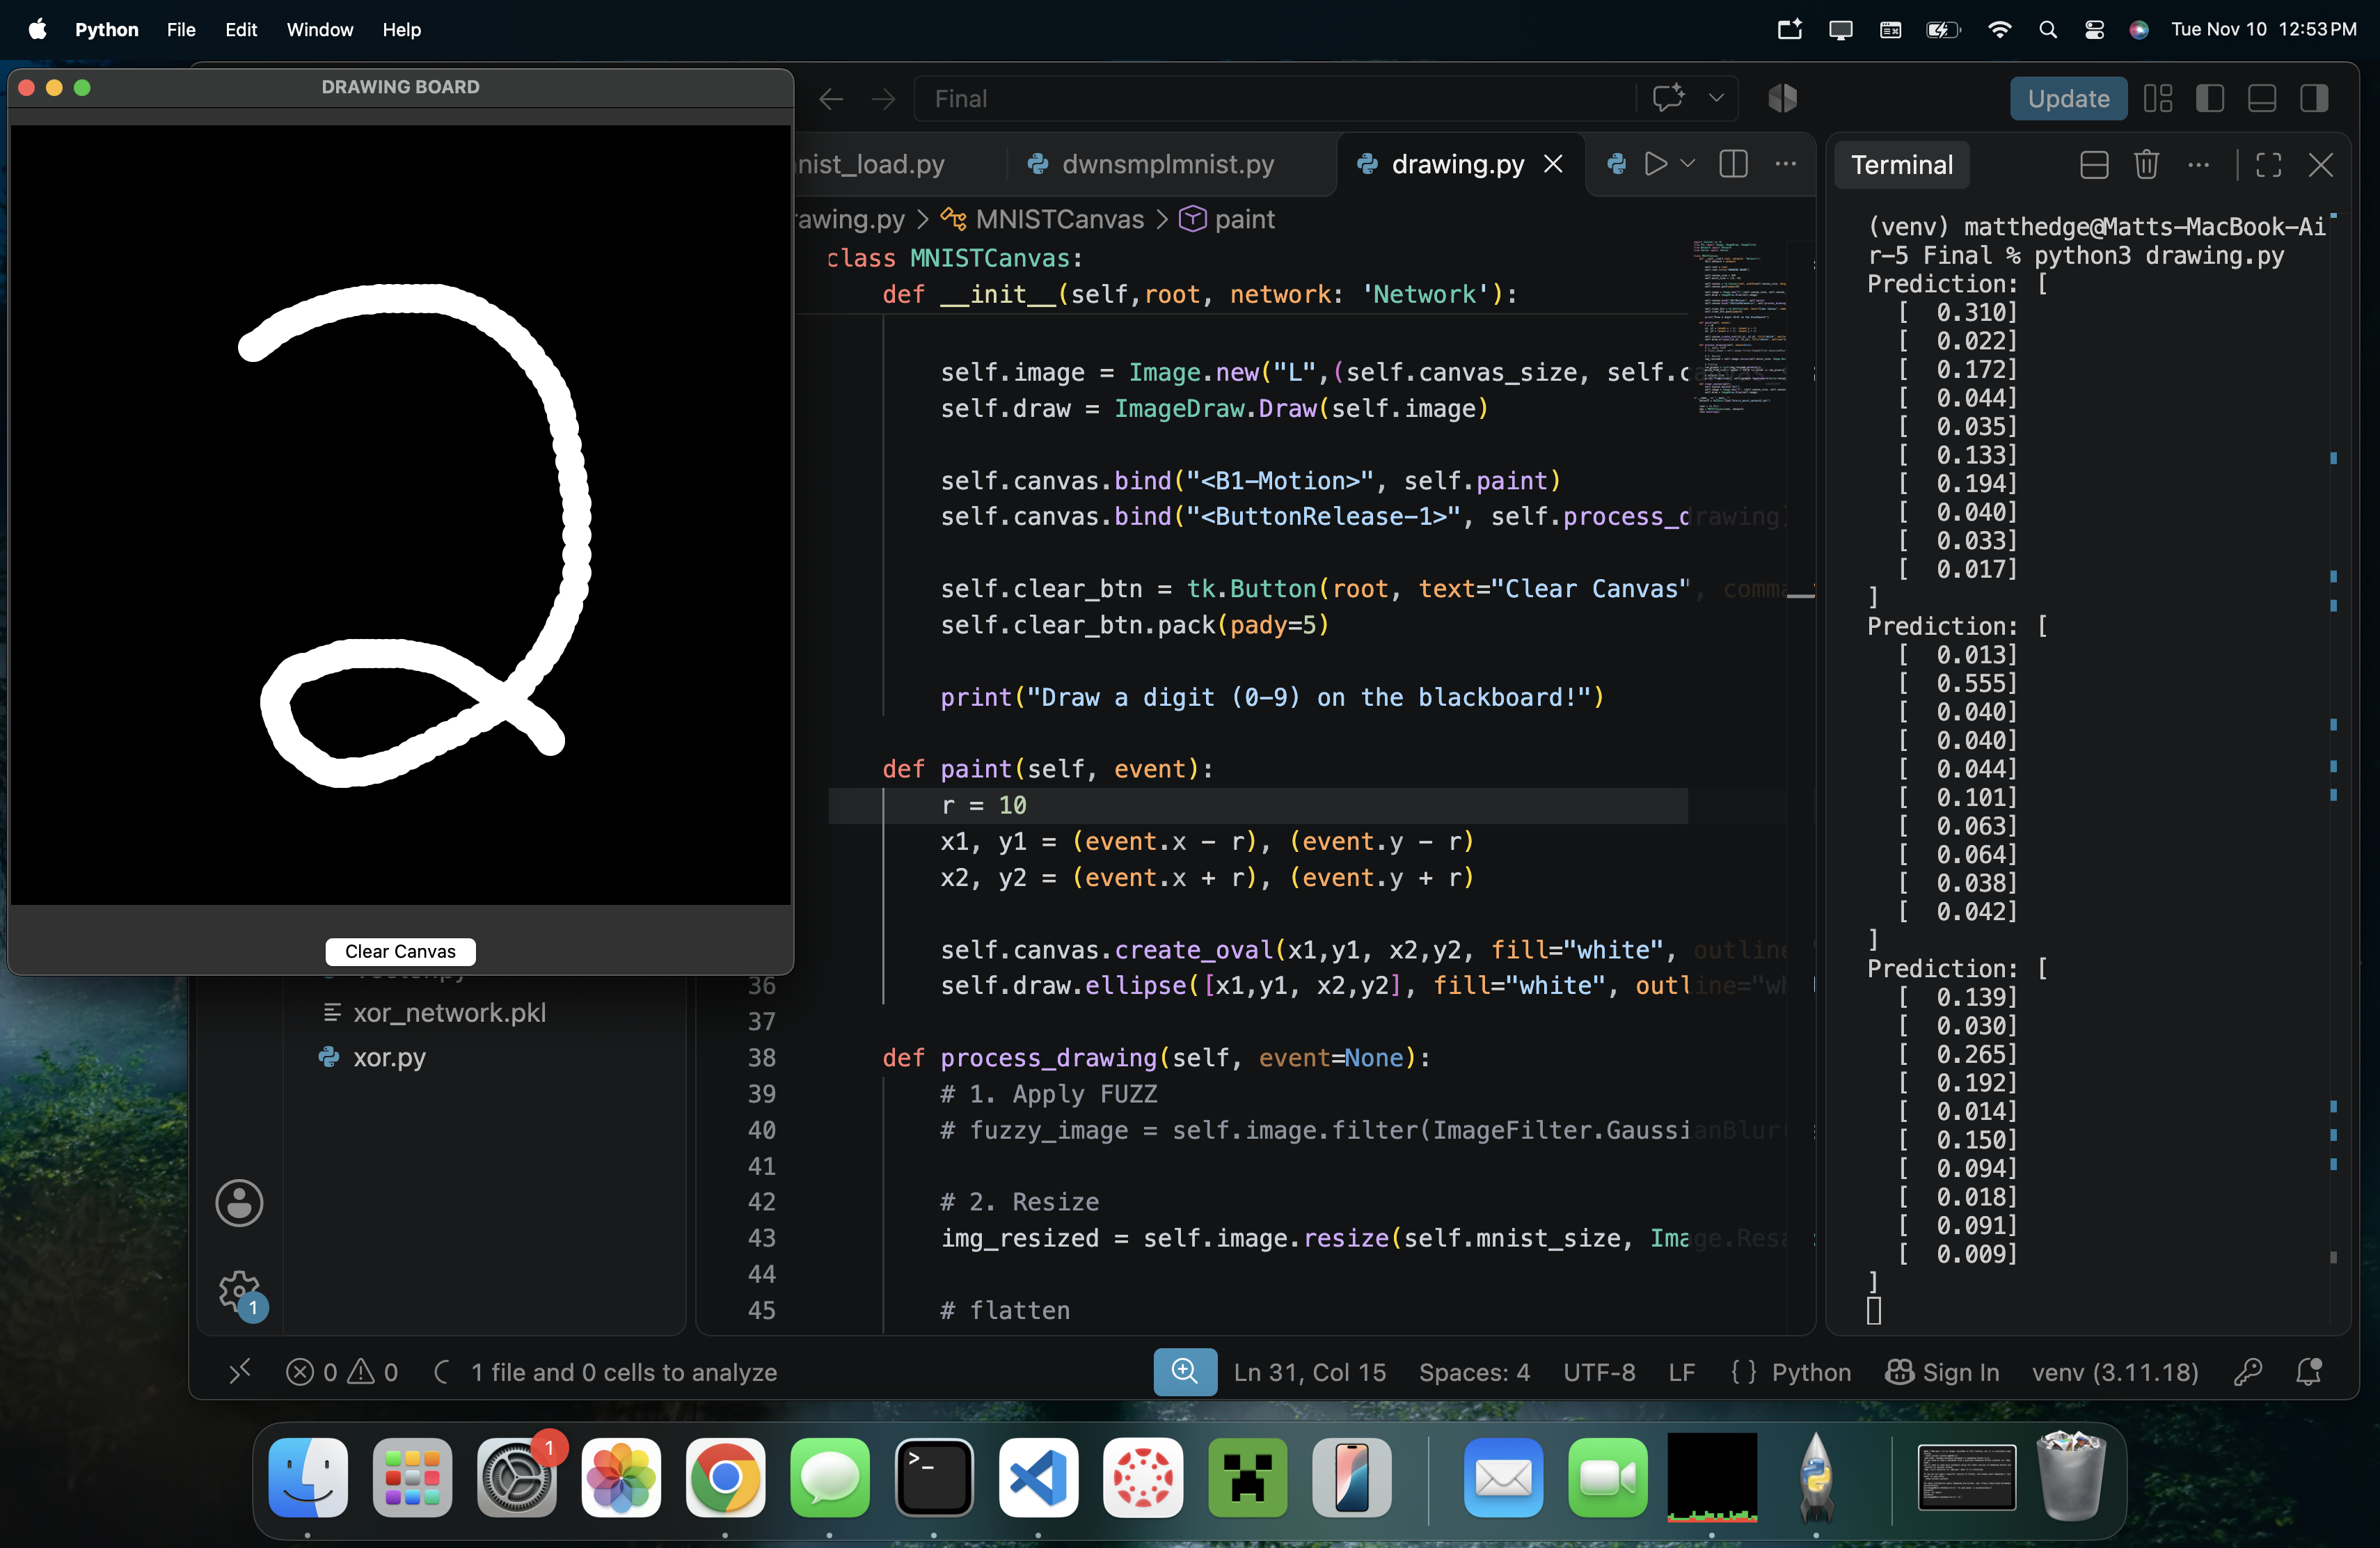 Python File Edit Window Help
Tue Nov 10 12:53 PM
DRAWING BOARD
Clear Canvas
Final
Update
nist_load.py
dwnsmplmnist.py
drawing.py
rawing.py > MNISTCanvas > paint
class MNISTCanvas:
def __init__(self,root, network: 'Network'):
self.image = Image.new("L",(self.canvas_size, self.c
self.draw = ImageDraw.Draw(self.image)
self.canvas.bind("<B1-Motion>", self.paint)
self.canvas.bind("<ButtonRelease-1>", self.process_drawing
self.clear_btn = tk.Button(root, text="Clear Canvas", comma
self.clear_btn.pack(pady=5)
print("Draw a digit (0-9) on the blackboard!")
def paint(self, event):
r = 10
x1, y1 = (event.x - r), (event.y - r)
x2, y2 = (event.x + r), (event.y + r)
self.canvas.create_oval(x1,y1, x2,y2, fill="white", outline
36 self.draw.ellipse([x1,y1, x2,y2], fill="white", outline="wh
37
38 def process_drawing(self, event=None):
39 # 1. Apply FUZZ
40 # fuzzy_image = self.image.filter(ImageFilter.GaussianBlur(
41
42 # 2. Resize
43 img_resized = self.image.resize(self.mnist_size, Image.Resa
44
45 # flatten
xor_network.pkl
xor.py
1
Terminal
(venv) matthedge@Matts-MacBook-Ai
r-5 Final % python3 drawing.py
Prediction: [
[ 0.310]
[ 0.022]
[ 0.172]
[ 0.044]
[ 0.035]
[ 0.133]
[ 0.194]
[ 0.040]
[ 0.033]
[ 0.017]
]
Prediction: [
[ 0.013]
[ 0.555]
[ 0.040]
[ 0.040]
[ 0.044]
[ 0.101]
[ 0.063]
[ 0.064]
[ 0.038]
[ 0.042]
]
Prediction: [
[ 0.139]
[ 0.030]
[ 0.265]
[ 0.192]
[ 0.014]
[ 0.150]
[ 0.094]
[ 0.018]
[ 0.091]
[ 0.009]
]
0 0 1 file and 0 cells to analyze
Ln 31, Col 15 Spaces: 4 UTF-8 LF {} Python Sign In venv (3.11.18)
1